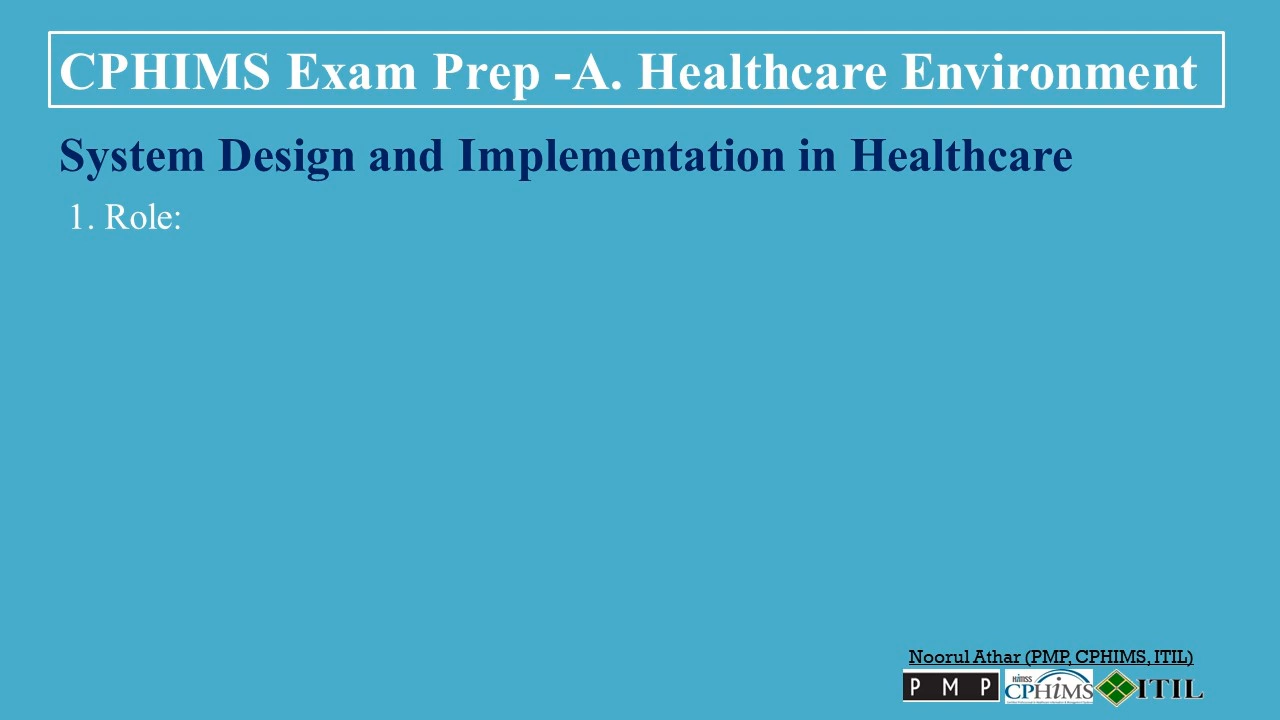 CPHIMS Exam Prep -A. Healthcare Environment
System Design and Implementation in Healthcare
1. Role:
Noorul Athar (PMP, CPHIMS, ITIL)
PMP
HIMSS
CPHIMS
ITIL